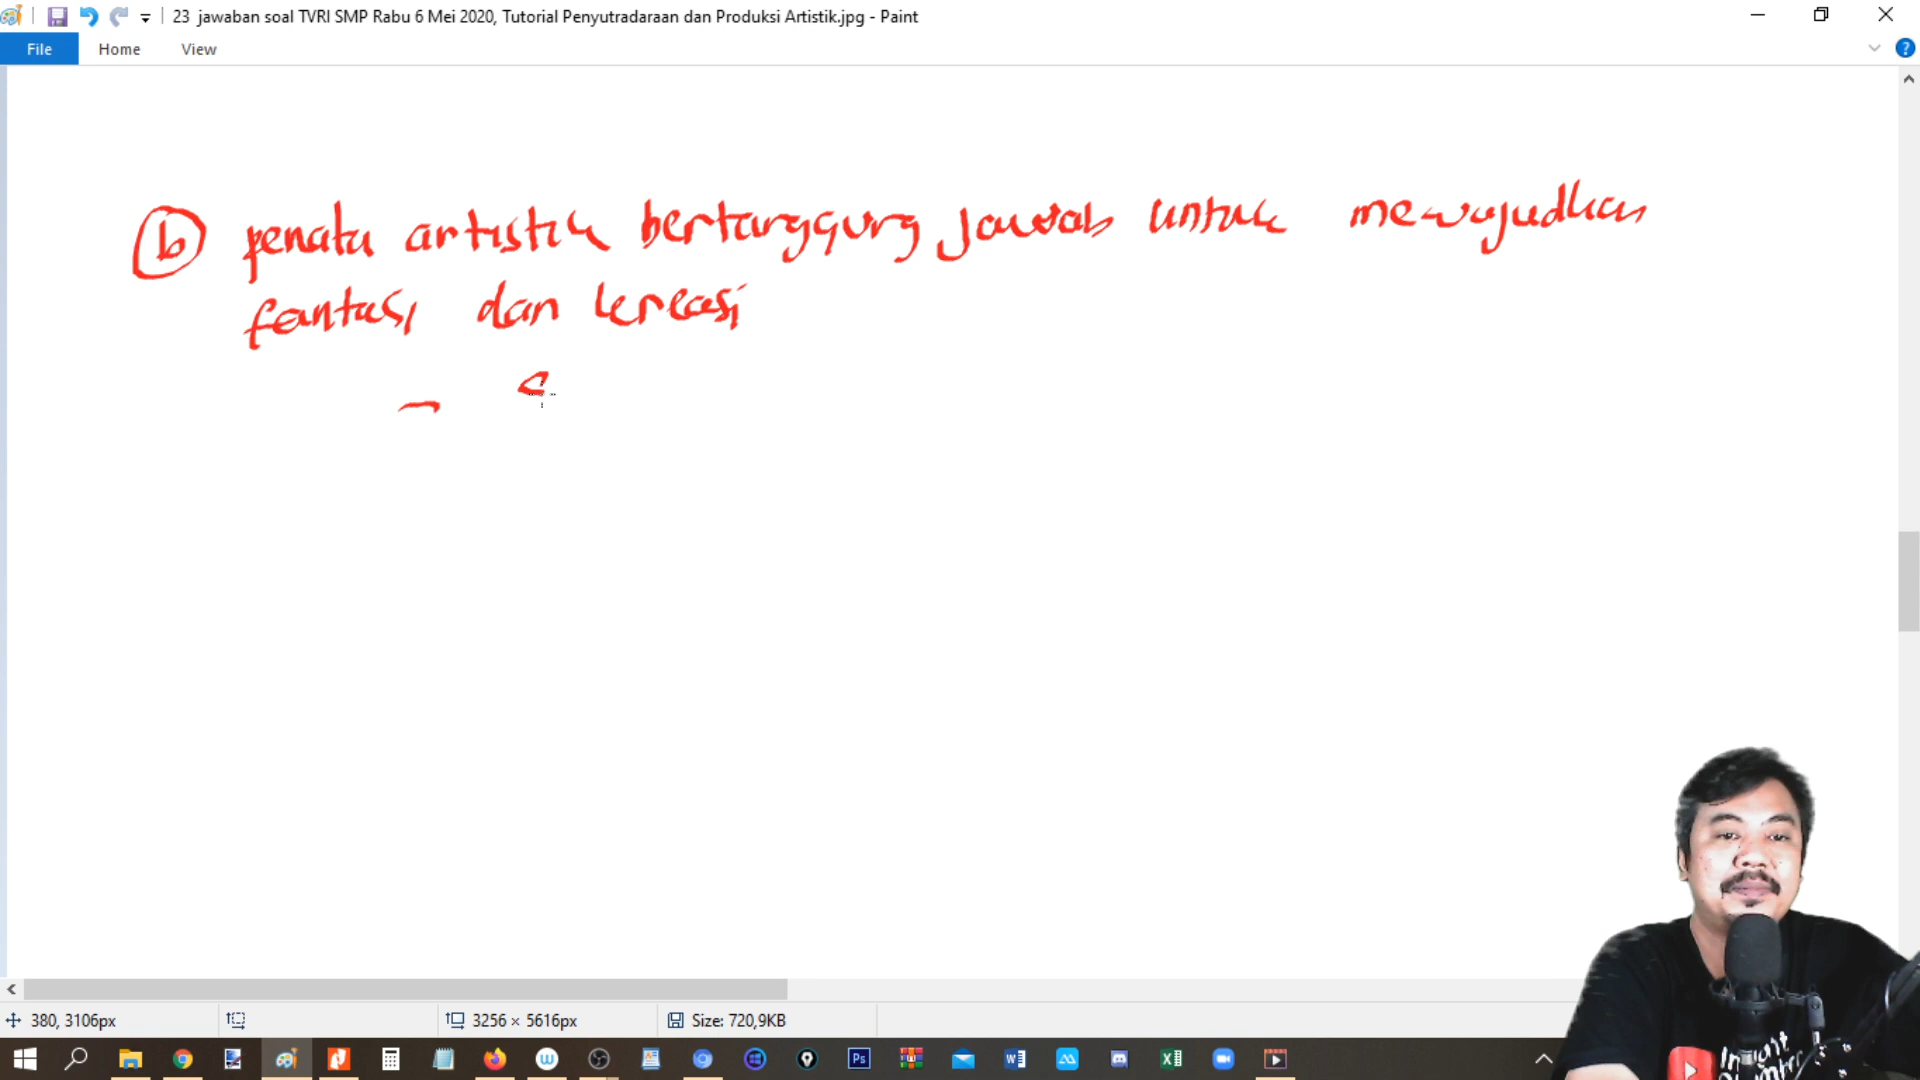 23 jawaban soal TVRI SMP Rabu 6 Mei 2020, Tutorial Penyutradaraan dan Produksi Artistik.jpg - Paint
File Home View
b penata artistik bertanggung jawab untuk mewujudkan
fantasi dan kreasi
-
380, 3106px 3256 × 5616px Size: 720,9KB